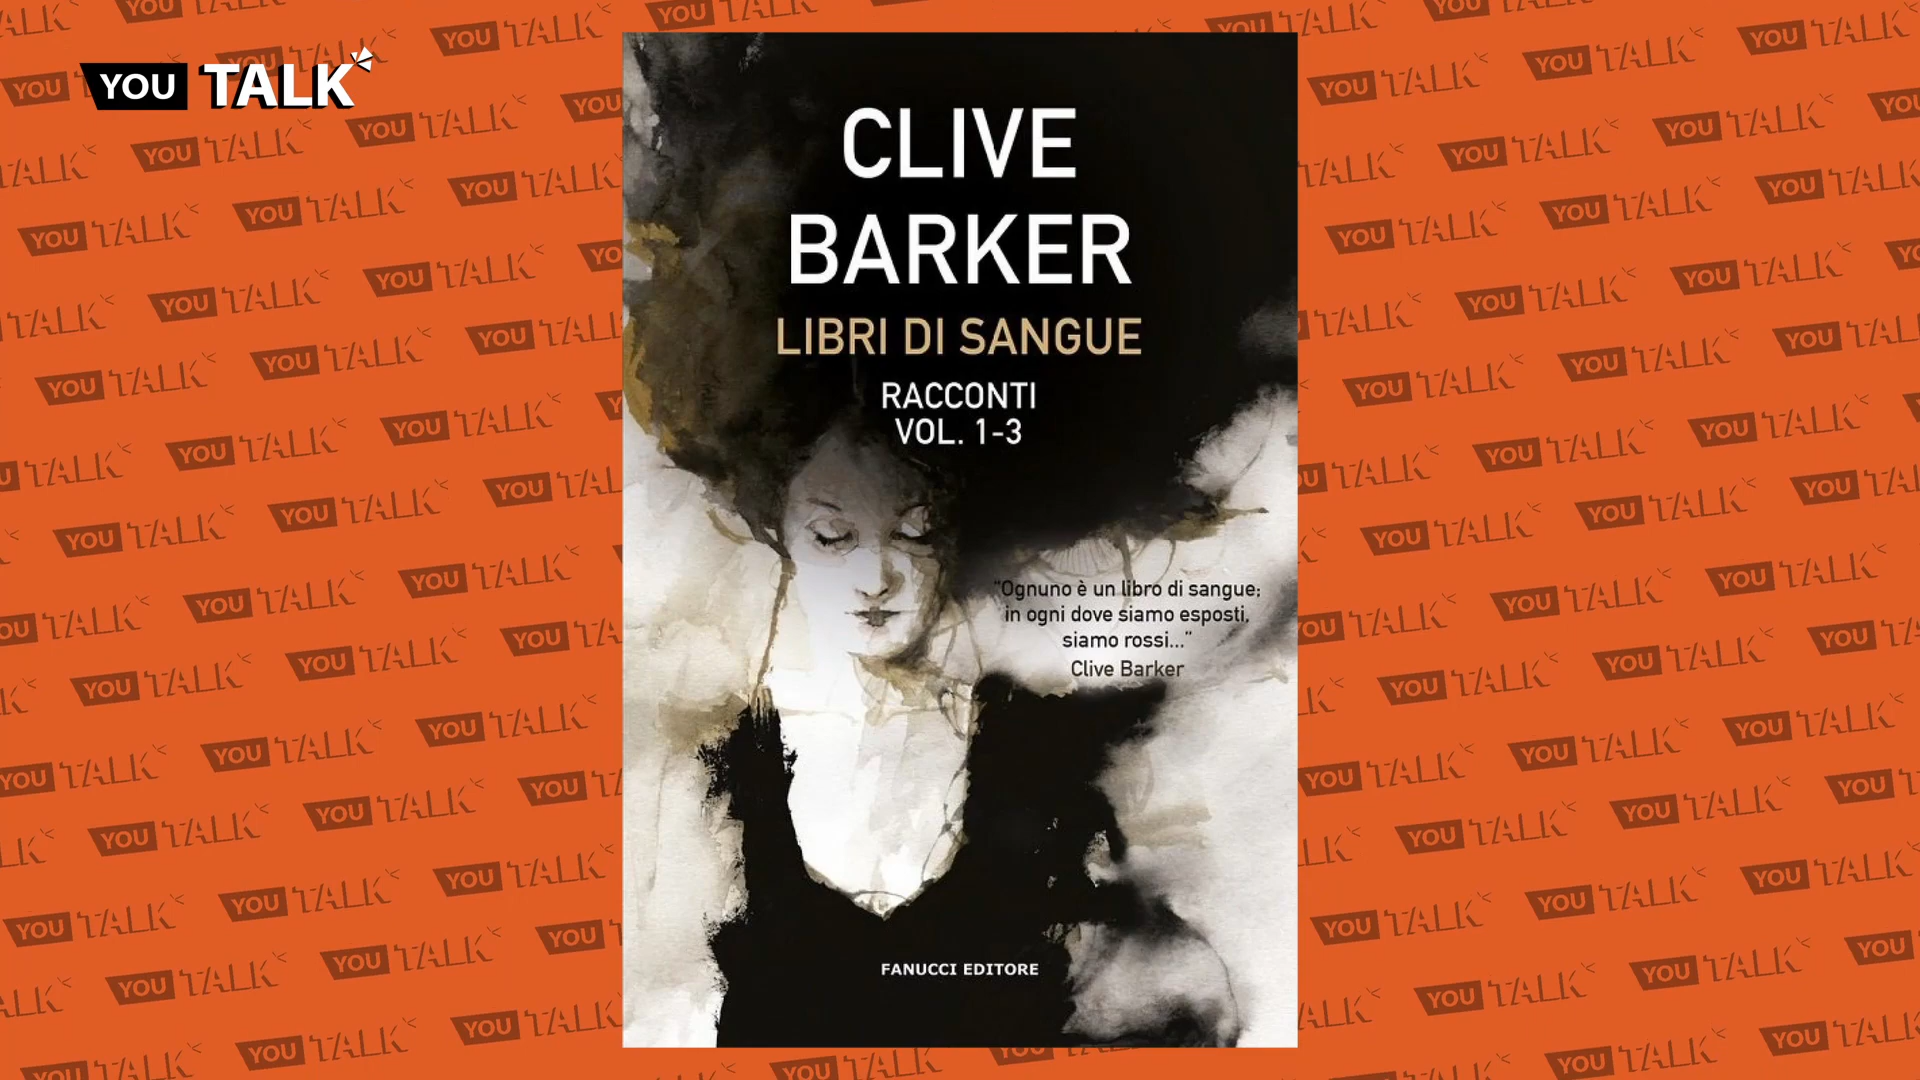 YOU TALK
CLIVE
BARKER
LIBRI DI SANGUE
RACCONTI
VOL. 1-3
"Ognuno è un libro di sangue;
in ogni dove siamo esposti,
siamo rossi..."
Clive Barker
FANUCCI EDITORE